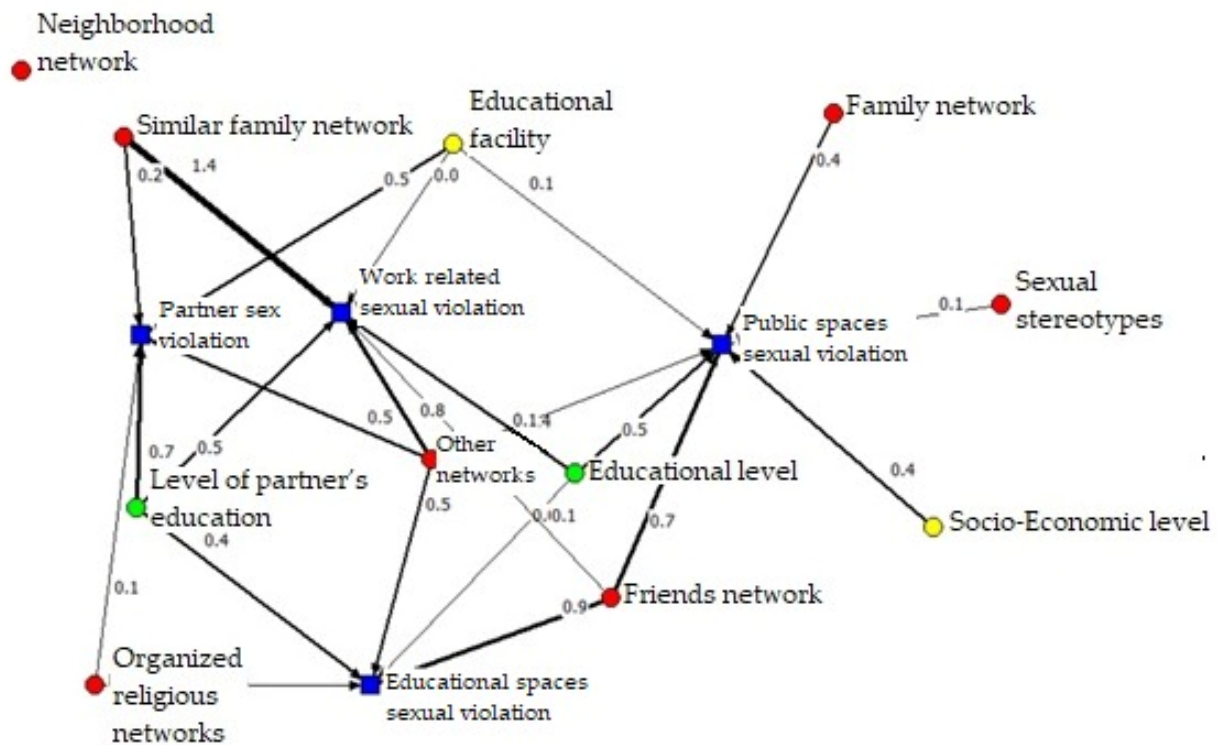 Neighborhood
network
Similar family network
Educational
facility
Family network
0.2
1.4
0.5
0.0
0.1
0.4
Work related
sexual violation
Partner sex
violation
Public spaces
sexual violation
0.1
Sexual
stereotypes
0.5
0.8
0.5
0.7
0.5
Other
networks
Educational level
0.4
Level of partner's
education
0.5
0.7
Socio-Economic level
0.4
0.1
0.1
0.9
Friends network
Organized
religious
networks
Educational spaces
sexual violation